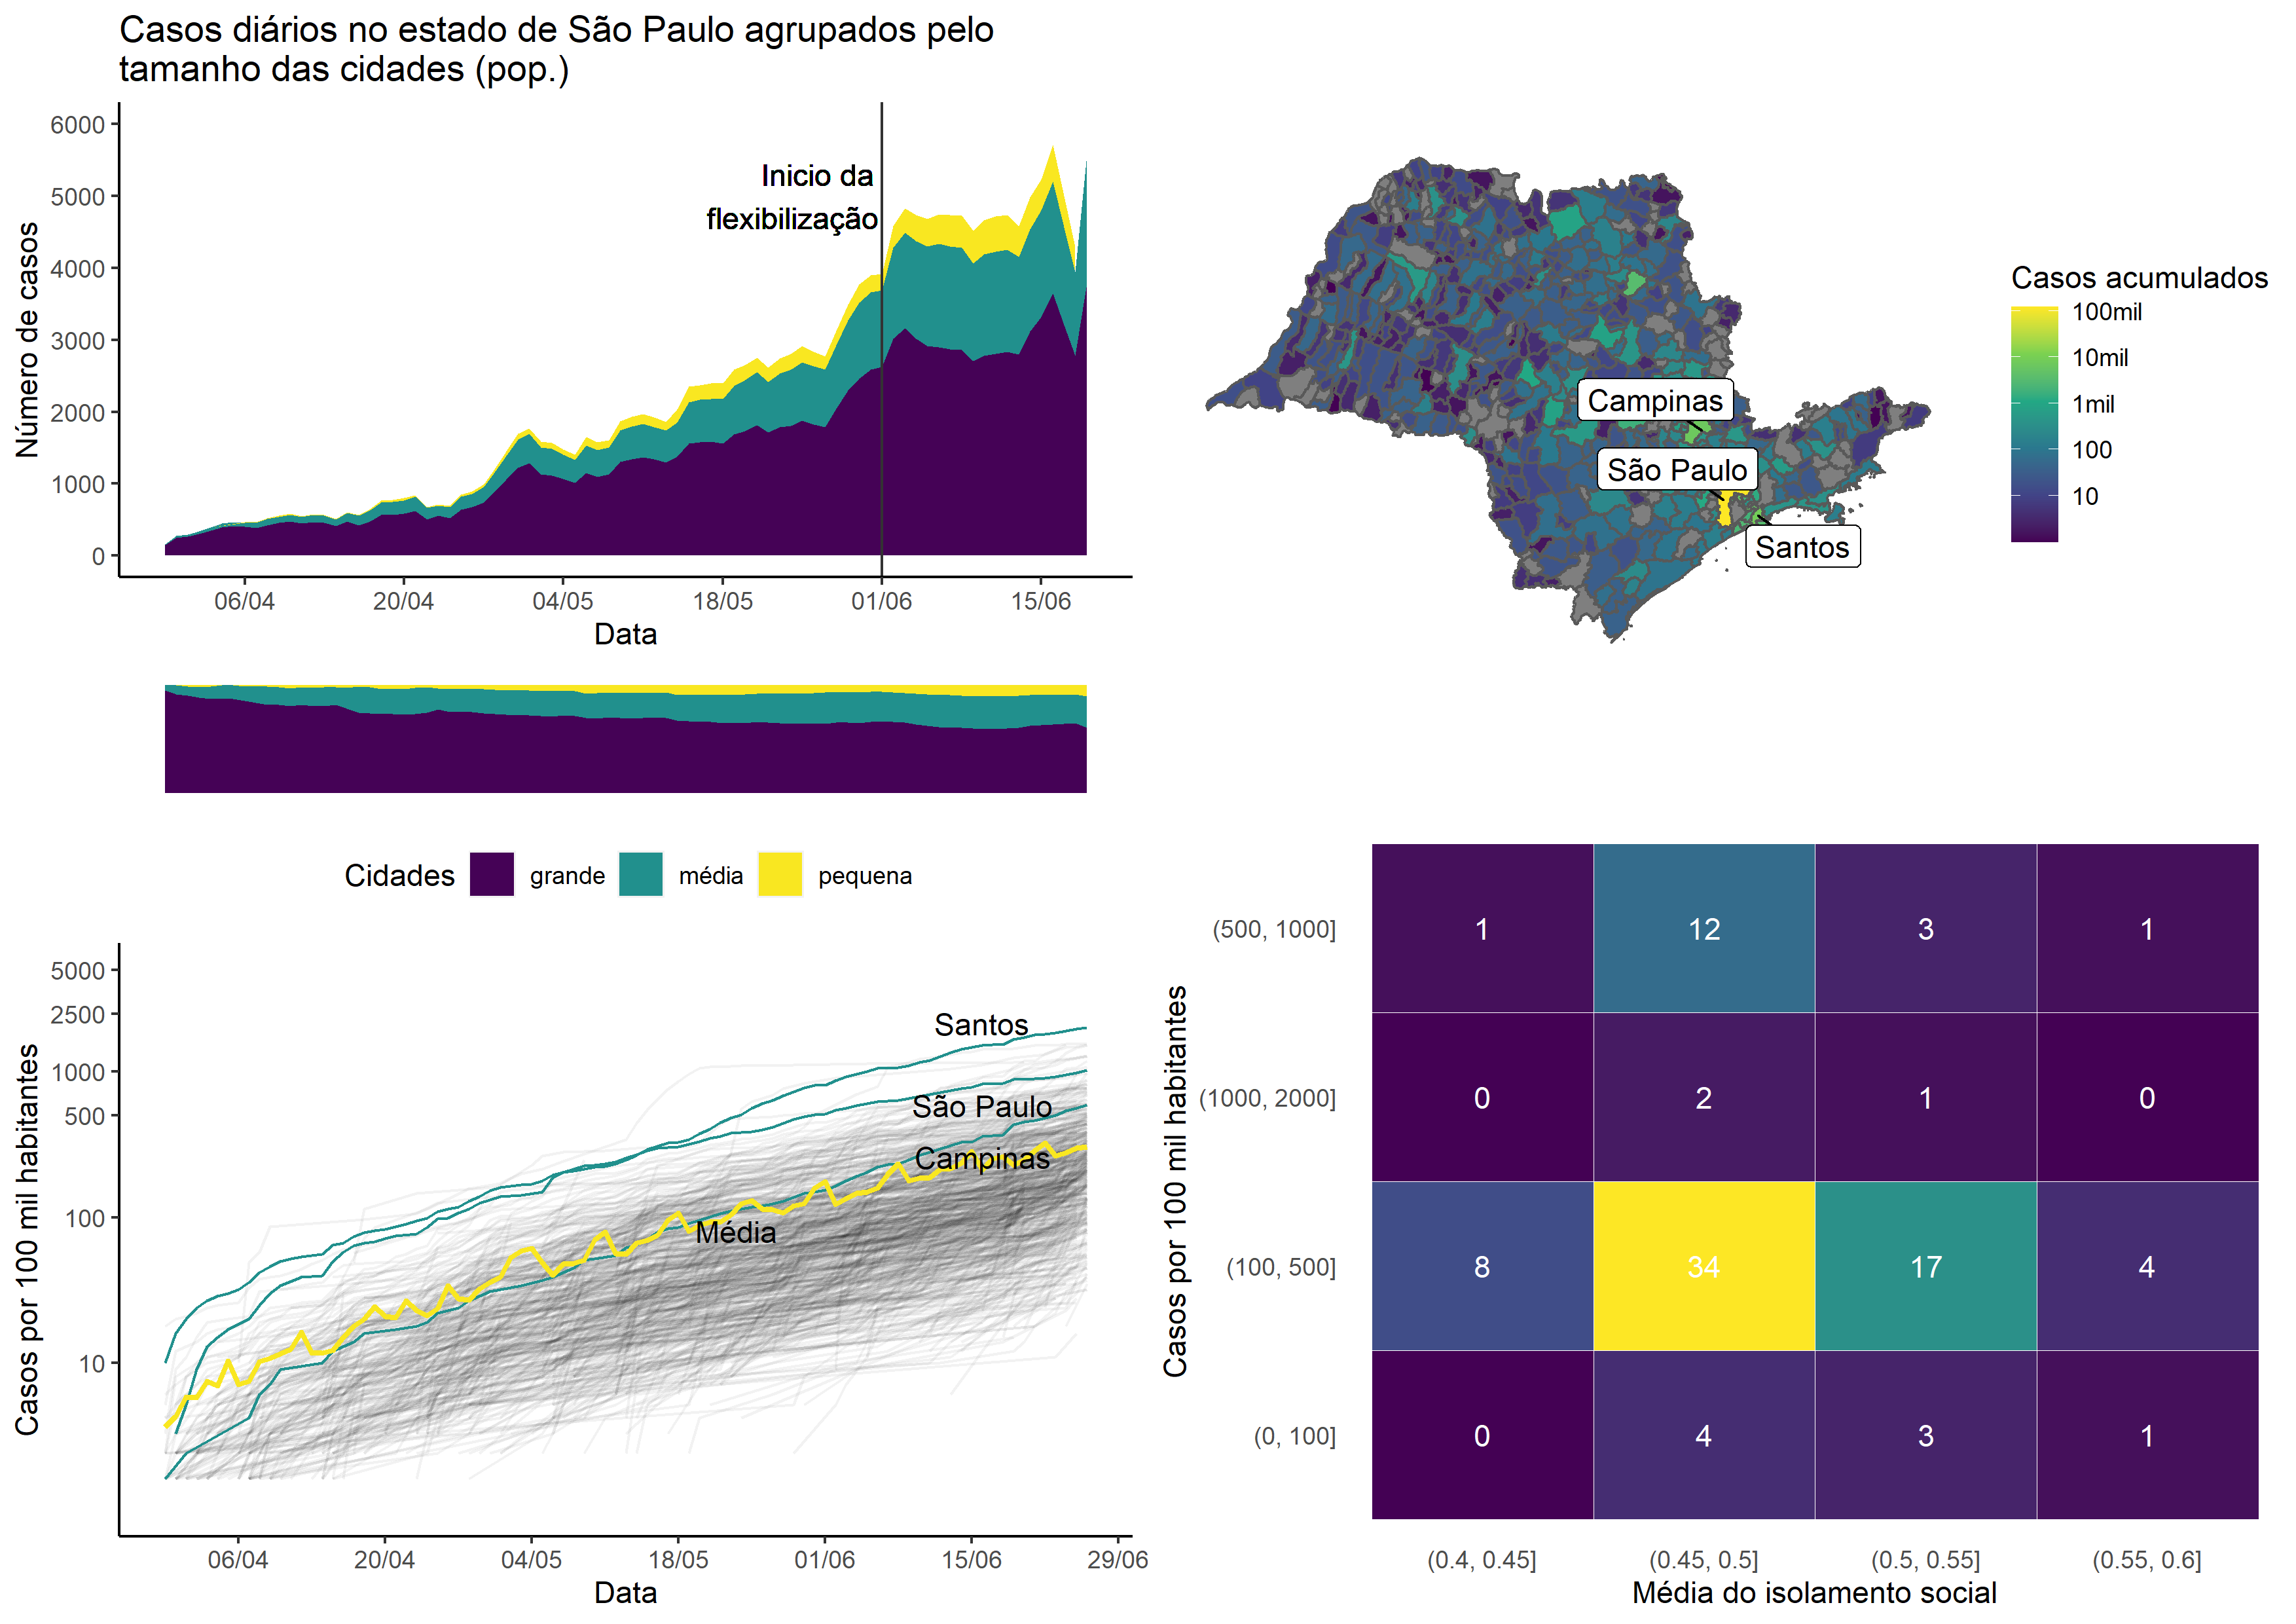 Casos diários no estado de São Paulo agrupados pelo
tamanho das cidades (pop.)
Número de casos
6000
5000
4000
3000
2000
1000
0
Inicio da
flexibilização
06/04 20/04 04/05 18/05 01/06 15/06
Data
Cidades grande média pequena
Campinas
São Paulo
Santos
Casos acumulados
100mil
10mil
1mil
100
10
Casos por 100 mil habitantes
5000
2500
1000
500
100
10
Santos
São Paulo
Campinas
Média
06/04 20/04 04/05 18/05 01/06 15/06 29/06
Data
Casos por 100 mil habitantes
(500, 1000] 1 12 3 1
(1000, 2000] 0 2 1 0
(100, 500] 8 34 17 4
(0, 100] 0 4 3 1
(0.4, 0.45] (0.45, 0.5] (0.5, 0.55] (0.55, 0.6]
Média do isolamento social